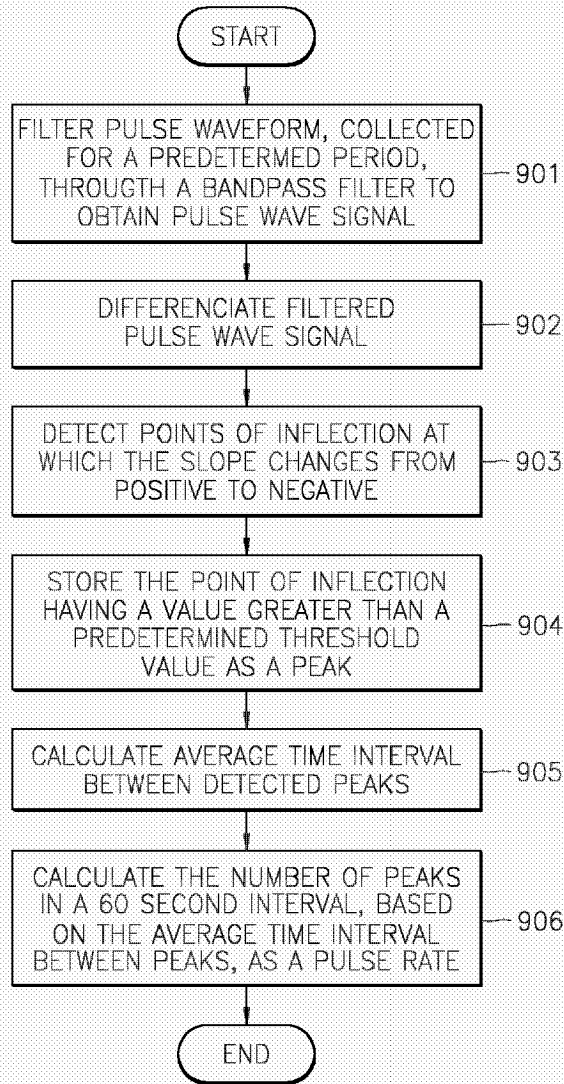 START
FILTER PULSE WAVEFORM, COLLECTED
FOR A PREDETERMED PERIOD,
THROUGTH A BANDPASS FILTER TO
OBTAIN PULSE WAVE SIGNAL
901
DIFFERENCIATE FILTERED
PULSE WAVE SIGNAL
902
DETECT POINTS OF INFLECTION AT
WHICH THE SLOPE CHANGES FROM
POSITIVE TO NEGATIVE
903
STORE THE POINT OF INFLECTION
HAVING A VALUE GREATER THAN A
PREDETERMINED THRESHOLD
VALUE AS A PEAK
904
CALCULATE AVERAGE TIME INTERVAL
BETWEEN DETECTED PEAKS
905
CALCULATE THE NUMBER OF PEAKS
IN A 60 SECOND INTERVAL, BASED
ON THE AVERAGE TIME INTERVAL
BETWEEN PEAKS, AS A PULSE RATE
906
END